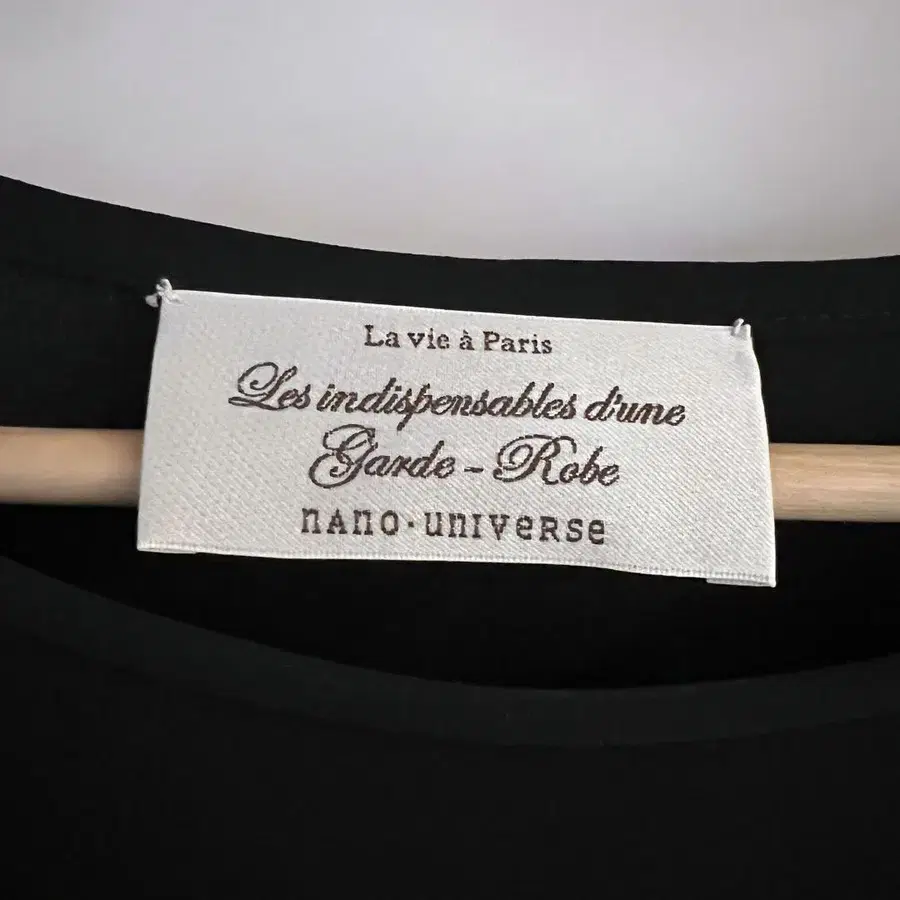 La vie à Paris
Les indispensables d'une
Garde - Robe
nAno・universe